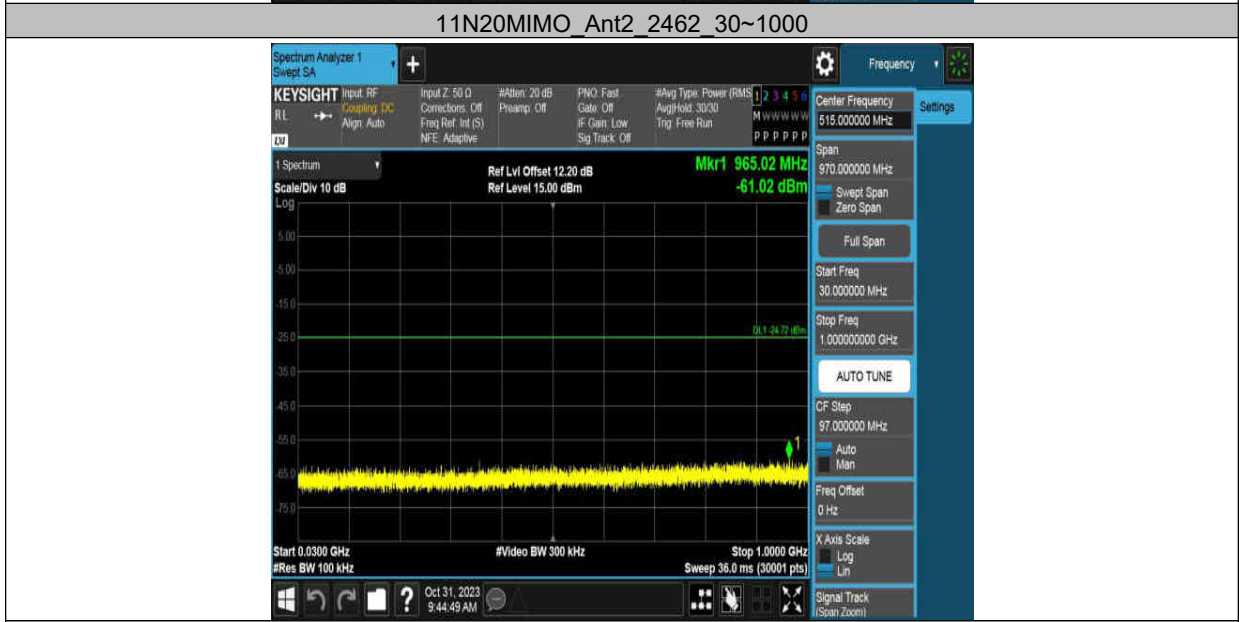 11N20MIMO_Ant2_2462_30~1000
Spectrum Analyzer 1
Swept SA
Frequency
Settings
KEYSIGHT
RL
LXI
Input: RF
Coupling: DC
Align: Auto
Input Z: 50 Ω
Corrections: Off
Freq Ref: Int (S)
NFE: Adaptive
#Atten: 20 dB
Preamp: Off
PNO: Fast
Gate: Off
IF Gain: Low
Sig Track: Off
#Avg Type: Power (RMS
Avg|Hold: 30/30
Trig: Free Run
1 2 3 4 5 6
M W W W W W
P P P P P P
1 Spectrum
Scale/Div 10 dB
Log
Ref Lvl Offset 12.20 dB
Ref Level 15.00 dBm
Mkr1 965.02 MHz
-61.02 dBm
5.00
-5.00
-15.0
-25.0
-35.0
-45.0
-55.0
-65.0
-75.0
DL1 -24.72 dBm
1
Start 0.0300 GHz
#Res BW 100 kHz
#Video BW 300 kHz
Stop 1.0000 GHz
Sweep 36.0 ms (30001 pts)
Center Frequency
515.000000 MHz
Span
970.000000 MHz
Swept Span
Zero Span
Full Span
Start Freq
30.000000 MHz
Stop Freq
1.000000000 GHz
AUTO TUNE
CF Step
97.000000 MHz
Auto
Man
Freq Offset
0 Hz
X Axis Scale
Log
Lin
Signal Track
(Span Zoom)
?
Oct 31, 2023
9:44:49 AM